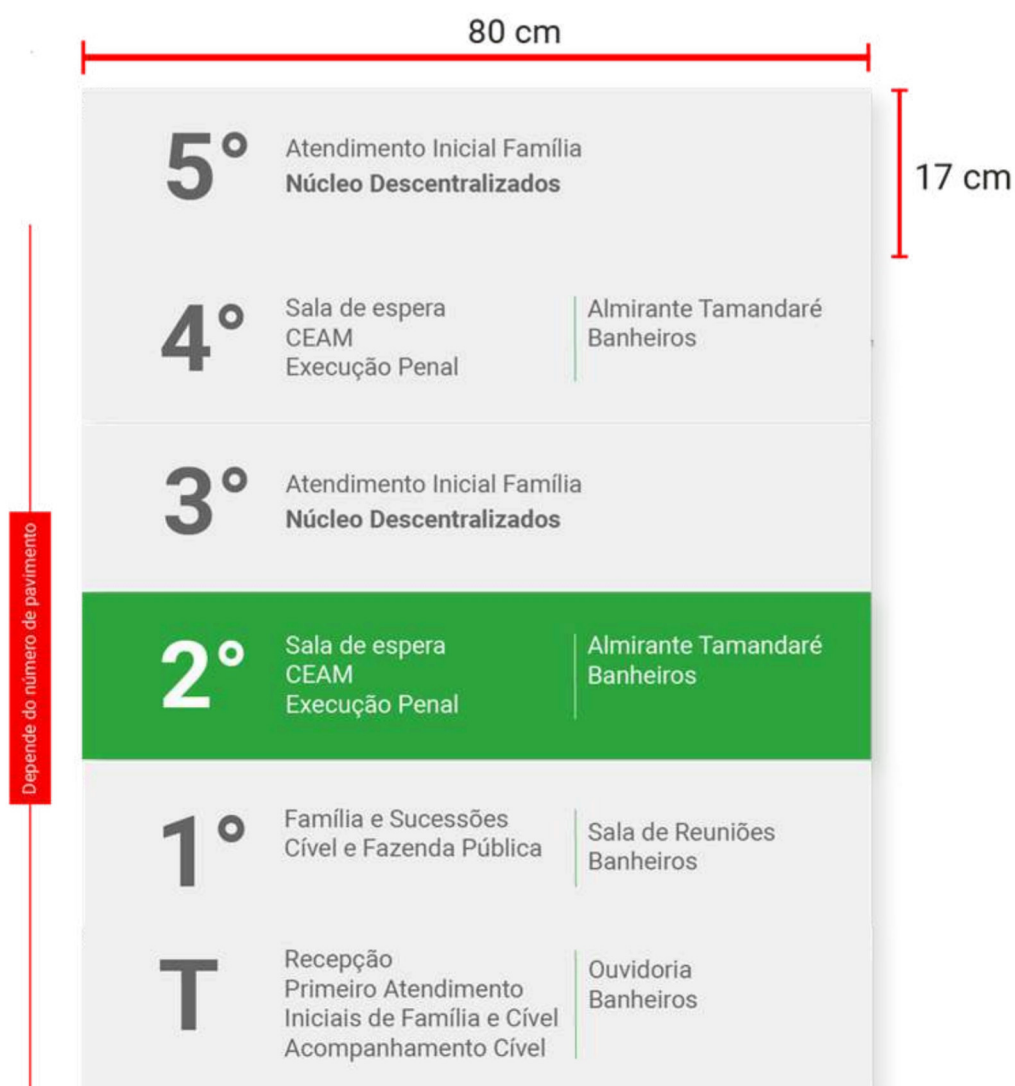 80 cm
17 cm
5°
Atendimento Inicial Família
Núcleo Descentralizados
4°
Sala de espera
CEAM
Execução Penal
Almirante Tamandaré
Banheiros
3°
Atendimento Inicial Família
Núcleo Descentralizados
Depende do número de pavimento
2°
Sala de espera
CEAM
Execução Penal
Almirante Tamandaré
Banheiros
1°
Família e Sucessões
Cível e Fazenda Pública
Sala de Reuniões
Banheiros
T
Recepção
Primeiro Atendimento
Iniciais de Família e Cível
Acompanhamento Cível
Ouvidoria
Banheiros